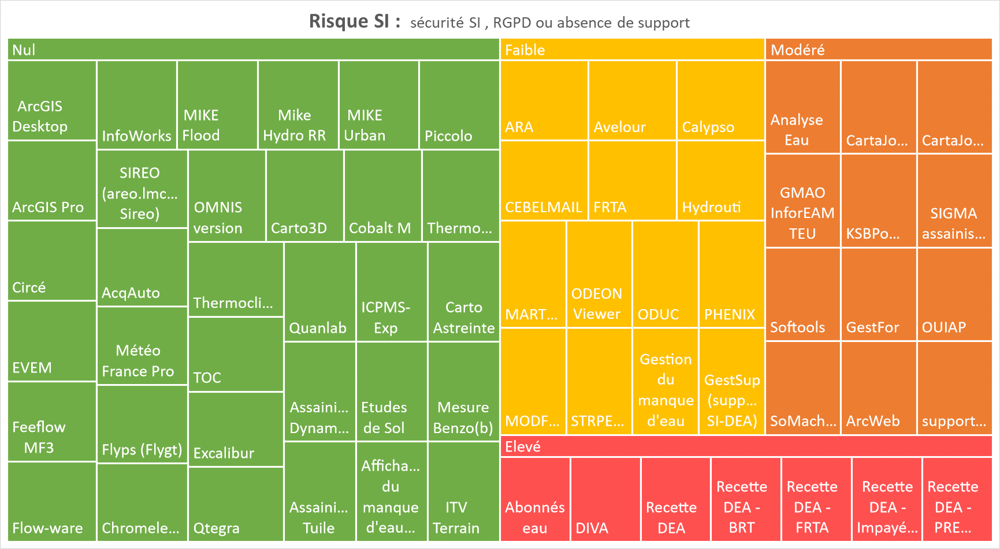 Risque SI : sécurité SI , RGPD ou absence de support
Nul
ArcGIS
Desktop
ArcGIS Pro
Circé
EVEM
Feeflow
MF3
Flow-ware
InfoWorks
MIKE
Flood
Mike
Hydro RR
MIKE
Urban
Piccolo
SIREO
(areo.lmc...
Sireo)
AcqAuto
Météo
France Pro
Flyps (Flygt)
Chromele...
OMNIS
version
Carto3D
Cobalt M
Thermo...
Thermocli...
TOC
Excalibur
Qtegra
Quanlab
ICPMS-
Exp
Carto
Astreinte
Assaini...
Dynam...
Etudes
de Sol
Mesure
Benzo(b)
Assaini...
Tuile
Afficha...
du
manque
d'eau...
ITV
Terrain
Faible
ARA
Avelour
Calypso
CEBELMAIL
FRTA
Hydrouti
MART...
ODEON
Viewer
ODUC
PHENIX
MODF...
STRPE...
Gestion
du
manque
d'eau
GestSup
(supp...
SI-DEA)
Modéré
Analyse
Eau
CartaJo...
CartaJo...
GMAO
InforEAM
TEU
KSBPo...
SIGMA
assainis...
Softools
GestFor
OUIAP
SoMach...
ArcWeb
support...
Elevé
Abonnés
eau
DIVA
Recette
DEA
Recette
DEA -
BRT
Recette
DEA -
FRTA
Recette
DEA -
Impayé...
Recette
DEA -
PRE...